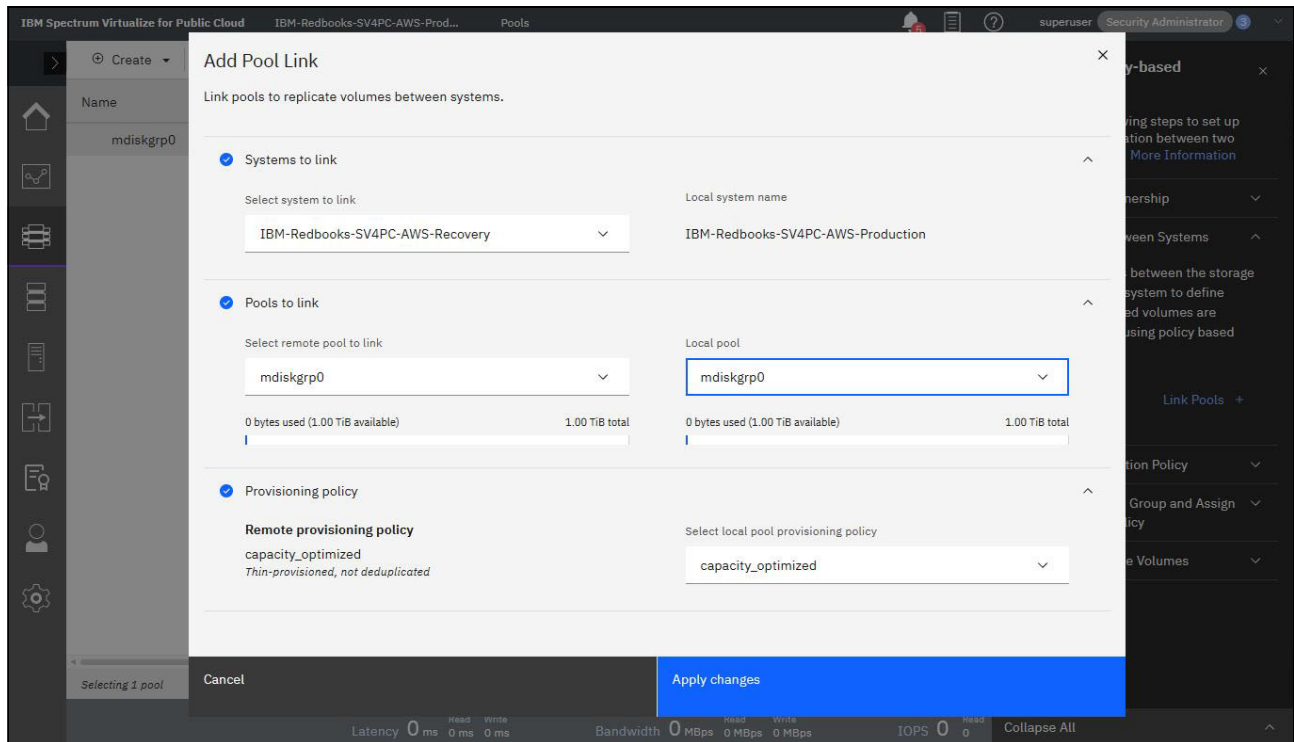 IBM Spectrum Virtualize for Public Cloud IBM-Redbooks-SV4PC-AWS-Prod... Pools 5 superuser Security Administrator 3
Create
Name
mdiskgrp0
Selecting 1 pool
Add Pool Link
Link pools to replicate volumes between systems.
Systems to link
Select system to link
IBM-Redbooks-SV4PC-AWS-Recovery
Local system name
IBM-Redbooks-SV4PC-AWS-Production
Pools to link
Select remote pool to link
mdiskgrp0
0 bytes used (1.00 TiB available) 1.00 TiB total
Local pool
mdiskgrp0
0 bytes used (1.00 TiB available) 1.00 TiB total
Provisioning policy
Remote provisioning policy
capacity_optimized
Thin-provisioned, not deduplicated
Select local pool provisioning policy
capacity_optimized
Cancel
Apply changes
y-based
ving steps to set up
ation between two
More Information
nership
ween Systems
between the storage
system to define
ed volumes are
using policy based
Link Pools +
tion Policy
Group and Assign
icy
e Volumes
Collapse All
Latency 0 ms Read 0 ms Write 0 ms
Bandwidth 0 MBps Read 0 MBps Write 0 MBps
IOPS 0 Read 0